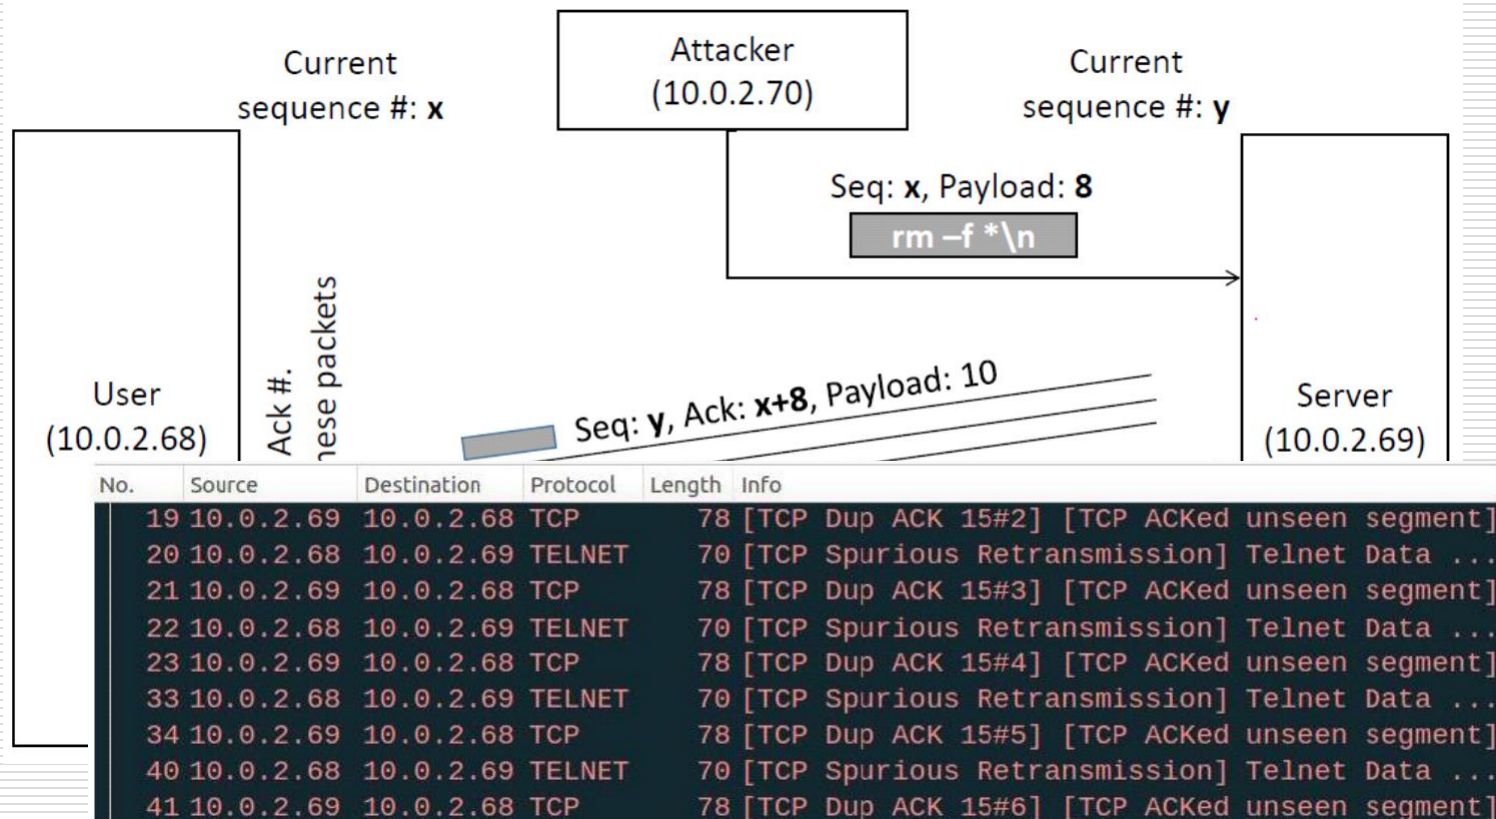 Current
sequence #: x
Attacker
(10.0.2.70)
Current
sequence #: y
Seq: x, Payload: 8
rm –f *\n
User
(10.0.2.68)
Ack #.
hese packets
Seq: y, Ack: x+8, Payload: 10
Server
(10.0.2.69)
No. Source Destination Protocol Length Info
19 10.0.2.69 10.0.2.68 TCP 78 [TCP Dup ACK 15#2] [TCP ACKed unseen segment]
20 10.0.2.68 10.0.2.69 TELNET 70 [TCP Spurious Retransmission] Telnet Data ...
21 10.0.2.69 10.0.2.68 TCP 78 [TCP Dup ACK 15#3] [TCP ACKed unseen segment]
22 10.0.2.68 10.0.2.69 TELNET 70 [TCP Spurious Retransmission] Telnet Data ...
23 10.0.2.69 10.0.2.68 TCP 78 [TCP Dup ACK 15#4] [TCP ACKed unseen segment]
33 10.0.2.68 10.0.2.69 TELNET 70 [TCP Spurious Retransmission] Telnet Data ...
34 10.0.2.69 10.0.2.68 TCP 78 [TCP Dup ACK 15#5] [TCP ACKed unseen segment]
40 10.0.2.68 10.0.2.69 TELNET 70 [TCP Spurious Retransmission] Telnet Data ...
41 10.0.2.69 10.0.2.68 TCP 78 [TCP Dup ACK 15#6] [TCP ACKed unseen segment]